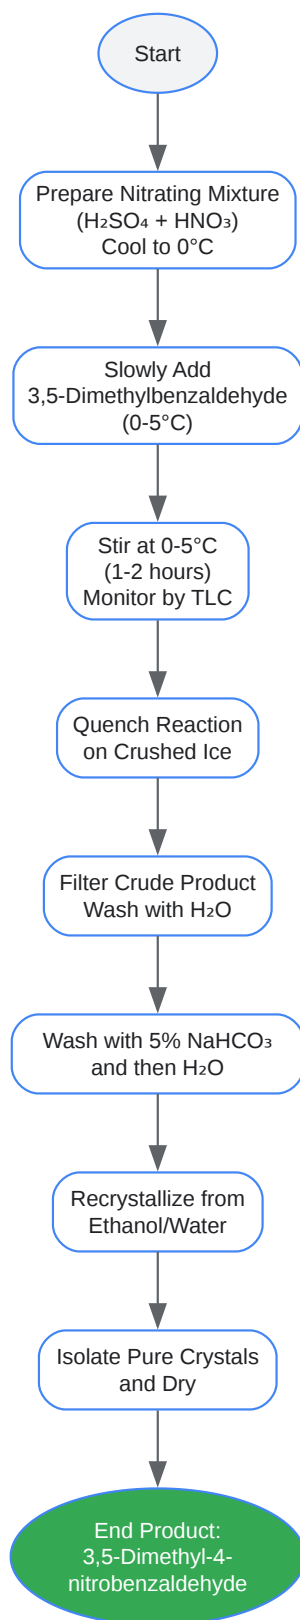 Start
Prepare Nitrating Mixture
(H₂SO₄ + HNO₃)
Cool to 0°C
Slowly Add
3,5-Dimethylbenzaldehyde
(0-5°C)
Stir at 0-5°C
(1-2 hours)
Monitor by TLC
Quench Reaction
on Crushed Ice
Filter Crude Product
Wash with H₂O
Wash with 5% NaHCO₃
and then H₂O
Recrystallize from
Ethanol/Water
Isolate Pure Crystals
and Dry
End Product:
3,5-Dimethyl-4-
nitrobenzaldehyde